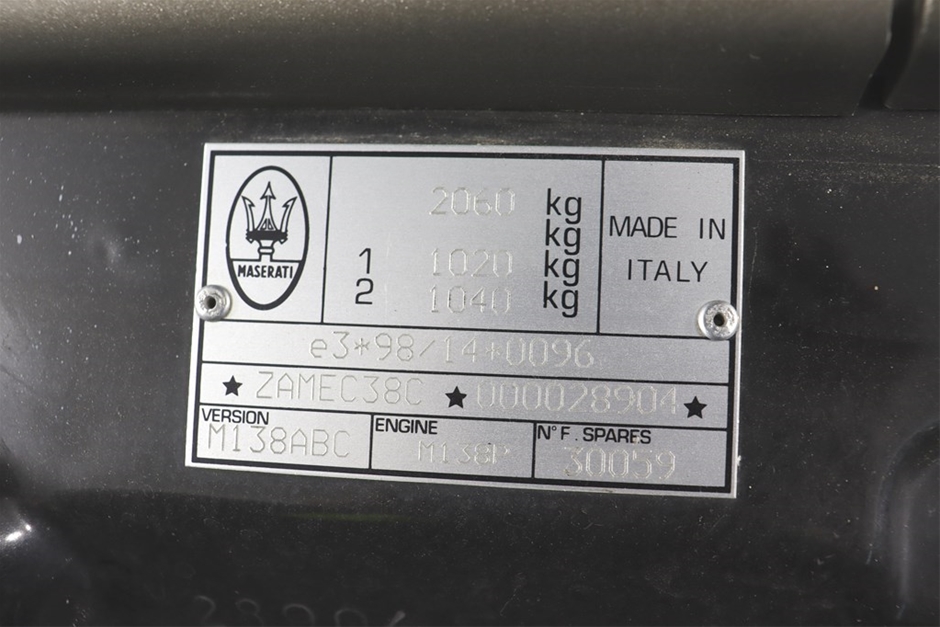 MASERATI
2060 kg
kg
1 1020 kg
2 1040 kg
MADE IN
ITALY
e3*98/14*0096
★ ZAMEC38C ★ 000028904 ★
VERSION
M138ABC
ENGINE
M138P
N° F. SPARES
30059